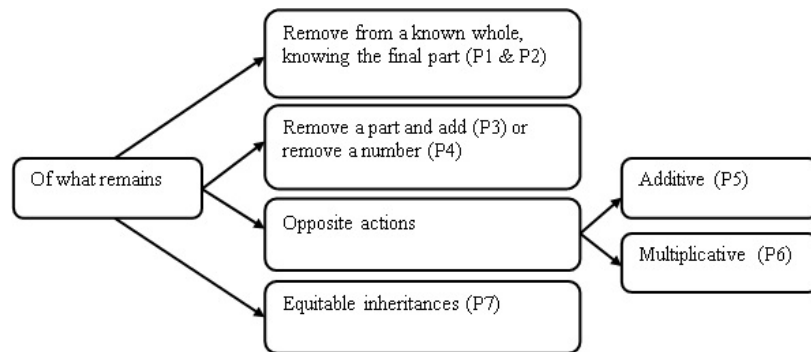 Remove from a known whole,
knowing the final part (P1 & P2)
Remove a part and add (P3) or
remove a number (P4)
Of what remains
Additive (P5)
Opposite actions
Multiplicative (P6)
Equitable inheritances (P7)